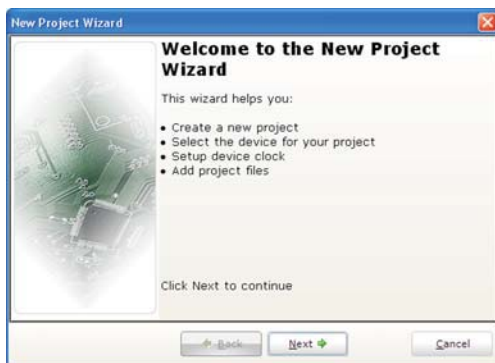 New Project Wizard
Welcome to the New Project
Wizard
This wizard helps you:
• Create a new project
• Select the device for your project
• Setup device clock
• Add project files
Click Next to continue
Back
Next
Cancel